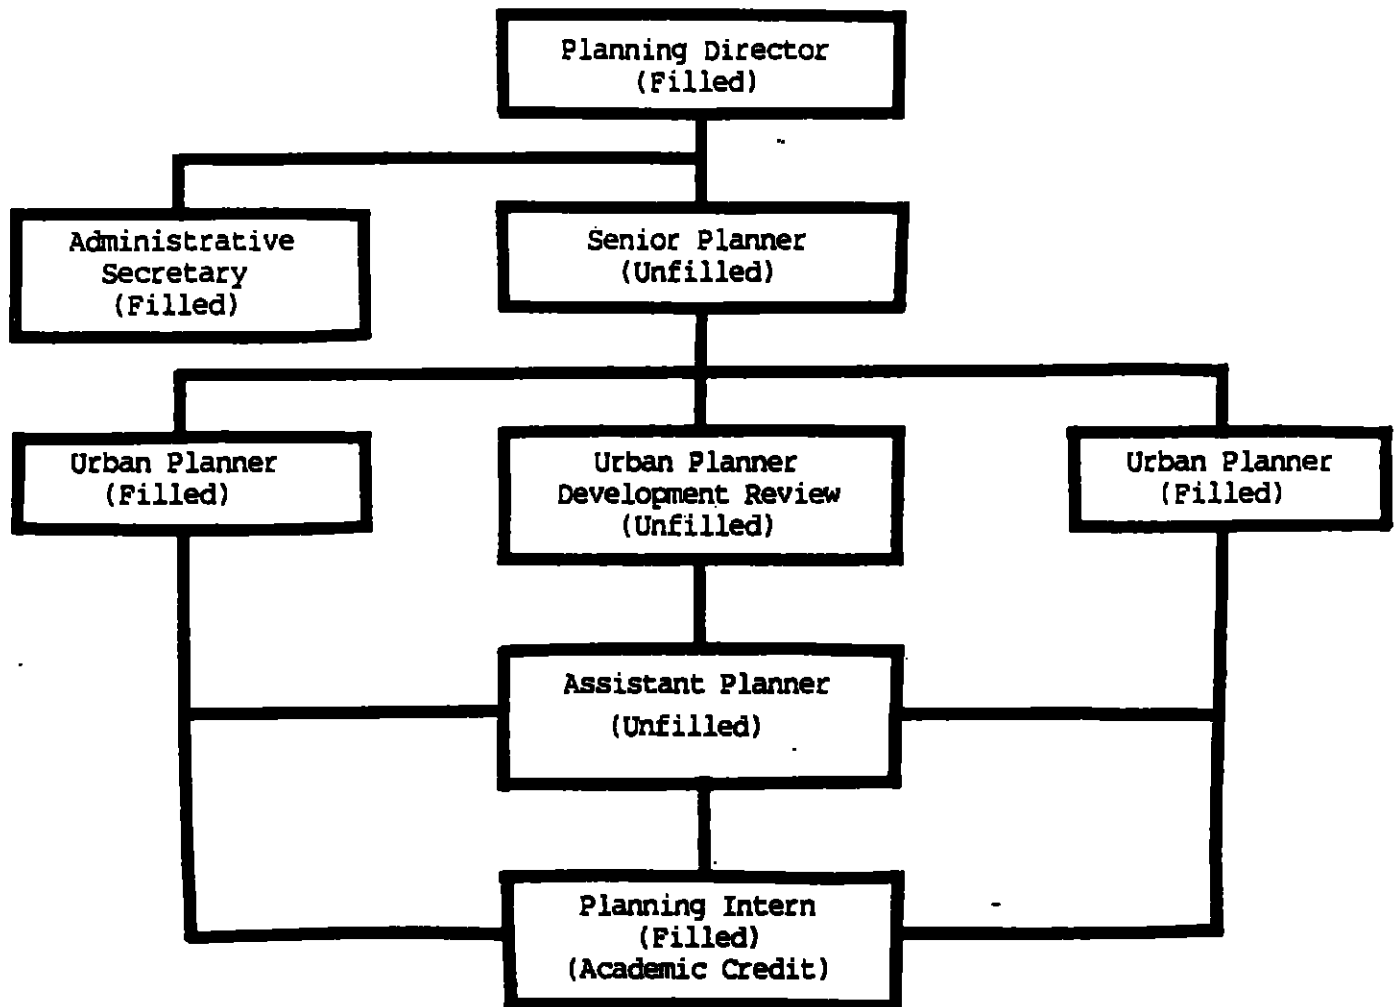 Planning Director
(Filled)
Administrative
Secretary
(Filled)
Senior Planner
(Unfilled)
Urban Planner
(Filled)
Urban Planner
Development Review
(Unfilled)
Urban Planner
(Filled)
Assistant Planner
(Unfilled)
Planning Intern
(Filled)
(Academic Credit)